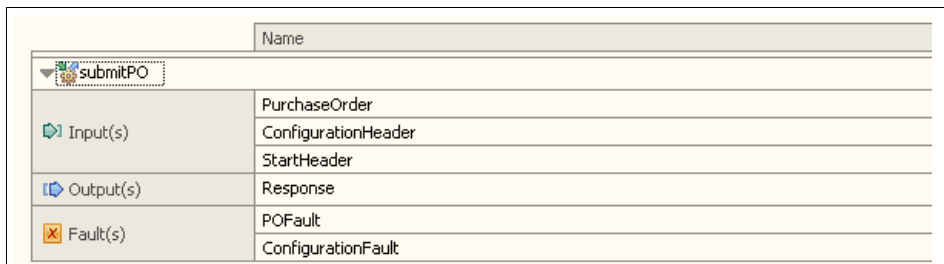 Name
submitPO
Input(s)
PurchaseOrder
ConfigurationHeader
StartHeader
Output(s)
Response
Fault(s)
POFault
ConfigurationFault